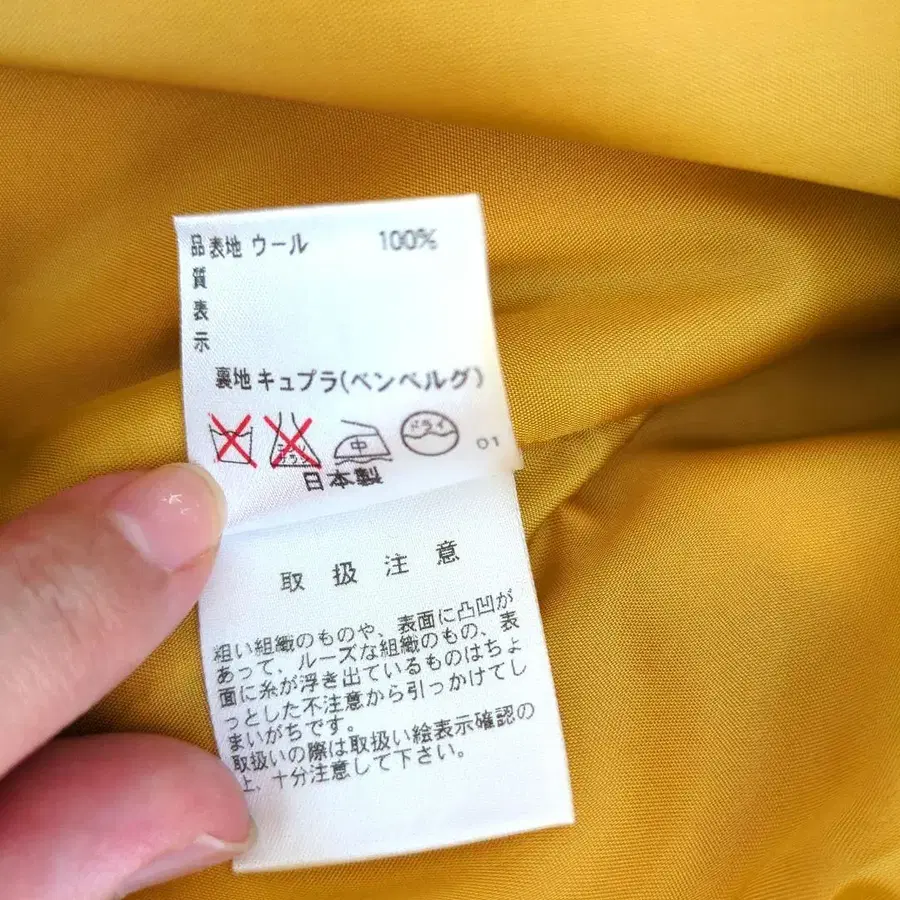 品質表示
表地 ウール 100%
裏地 キュプラ(ベンベルグ)
中 ドライ 01
日本製
取扱注意
粗い組織のものや、表面に凸凹が
あって、ルーズな組織のもの、表
面に糸が浮き出ているものはちょ
っとした不注意から引っかけてし
まいがちです。
取扱いの際は取扱い絵表示確認の
上、十分注意して下さい。